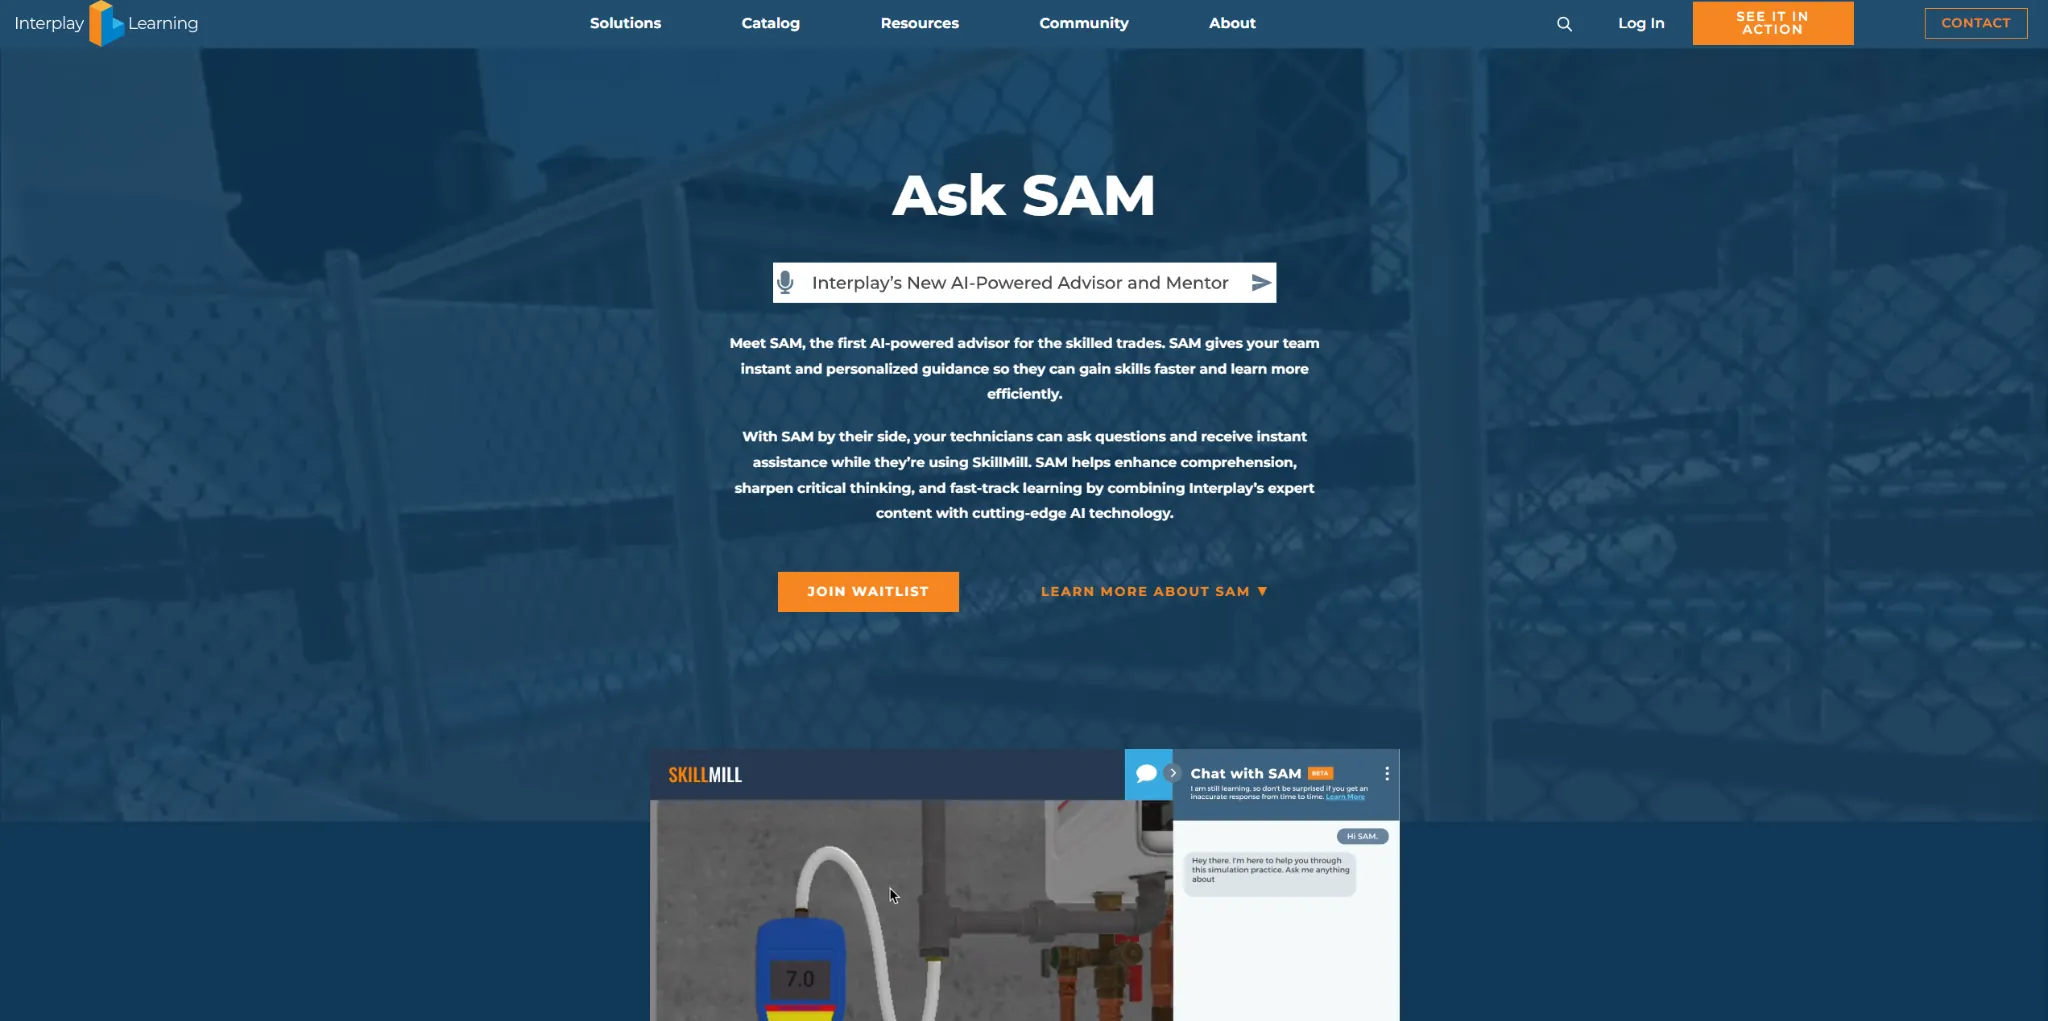 Interplay Learning
Solutions
Catalog
Resources
Community
About
Log In
SEE IT IN
ACTION
CONTACT
Ask SAM
Interplay’s New AI-Powered Advisor and Mentor
Meet SAM, the first AI-powered advisor for the skilled trades. SAM gives your team
instant and personalized guidance so they can gain skills faster and learn more
efficiently.
With SAM by their side, your technicians can ask questions and receive instant
assistance while they’re using SkillMill. SAM helps enhance comprehension,
sharpen critical thinking, and fast-track learning by combining Interplay’s expert
content with cutting-edge AI technology.
JOIN WAITLIST
LEARN MORE ABOUT SAM ▼
SKILLMILL
Chat with SAM BETA
I am still learning, so don't be surprised if you get an
inaccurate response from time to time. Learn More
Hi SAM.
Hey there. I'm here to help you through
this simulation practice. Ask me anything
about
7.0